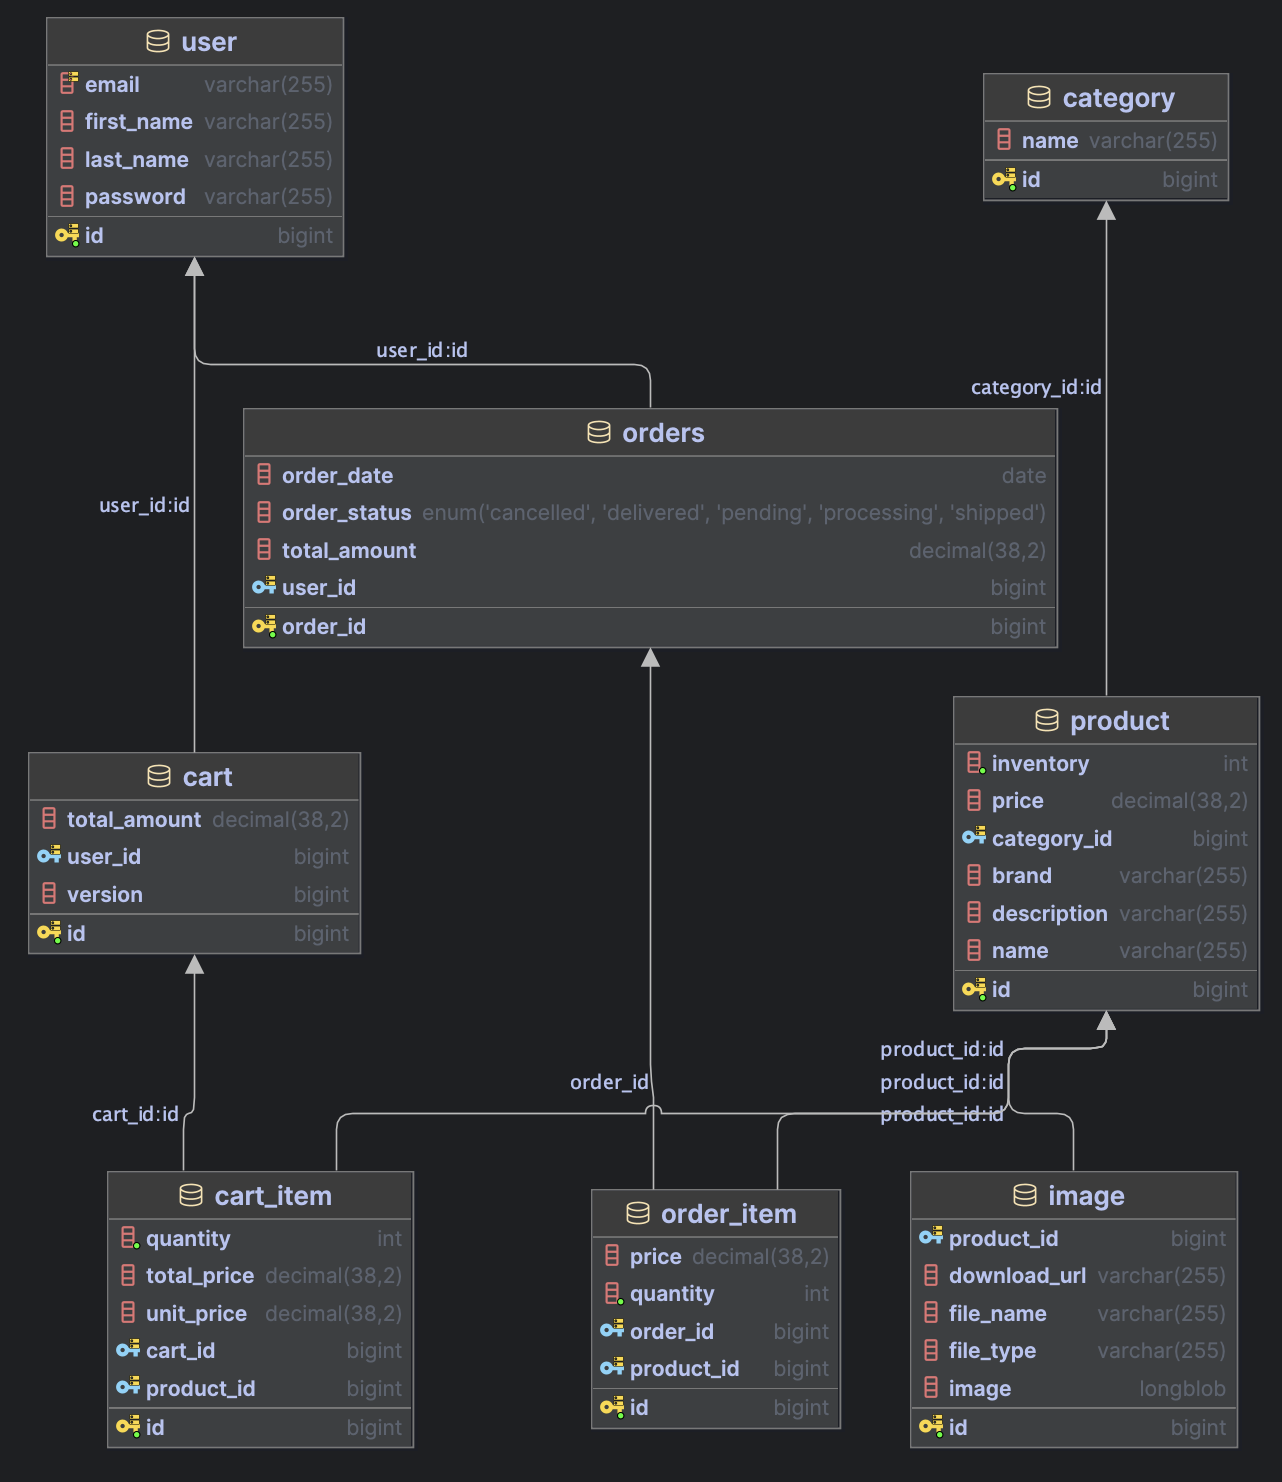 user
email varchar(255)
first_name varchar(255)
last_name varchar(255)
password varchar(255)
id bigint
category
name varchar(255)
id bigint
user_id:id
category_id:id
user_id:id
orders
order_date date
order_status enum('cancelled', 'delivered', 'pending', 'processing', 'shipped')
total_amount decimal(38,2)
user_id bigint
order_id bigint
product
inventory int
price decimal(38,2)
category_id bigint
brand varchar(255)
description varchar(255)
name varchar(255)
id bigint
cart
total_amount decimal(38,2)
user_id bigint
version bigint
id bigint
product_id:id
order_id
product_id:id
cart_id:id
product_id:id
cart_item
quantity int
total_price decimal(38,2)
unit_price decimal(38,2)
cart_id bigint
product_id bigint
id bigint
order_item
price decimal(38,2)
quantity int
order_id bigint
product_id bigint
id bigint
image
product_id bigint
download_url varchar(255)
file_name varchar(255)
file_type varchar(255)
image longblob
id bigint